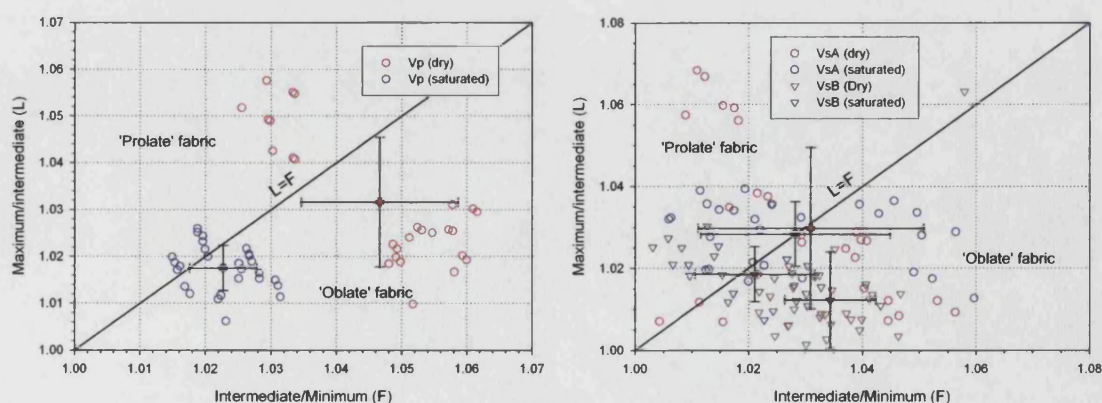 1.07
1.06
1.05
1.04
1.03
1.02
1.01
1.00
Maximum/intermediate (L)
Vp (dry)
Vp (saturated)
'Prolate' fabric
L=F
'Oblate' fabric
1.00 1.01 1.02 1.03 1.04 1.05 1.06 1.07
Intermediate/Minimum (F)
1.08
1.06
1.04
1.02
1.00
Maximum/intermediate (L)
VsA (dry)
VsA (saturated)
VsB (Dry)
VsB (saturated)
'Prolate' fabric
L=F
'Oblate' fabric
1.00 1.02 1.04 1.06 1.08
Intermediate/Minimum (F)